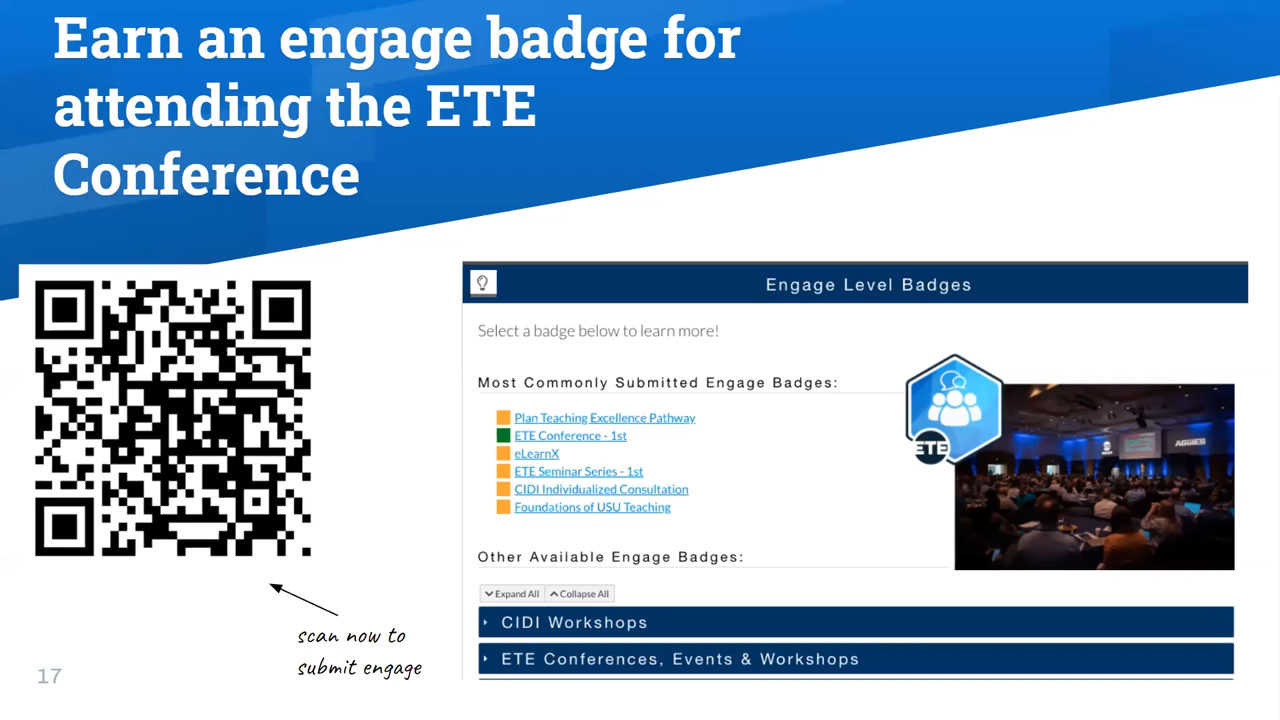 Earn an engage badge for
attending the ETE
Conference
Engage Level Badges
Select a badge below to learn more!
Most Commonly Submitted Engage Badges:
Plan Teaching Excellence Pathway
ETE Conference - 1st
eLearnX
ETE Seminar Series - 1st
CIDI Individualized Consultation
Foundations of USU Teaching
ETE
AGGIES
Other Available Engage Badges:
Expand All Collapse All
CIDI Workshops
ETE Conferences, Events & Workshops
scan now to
submit engage
17